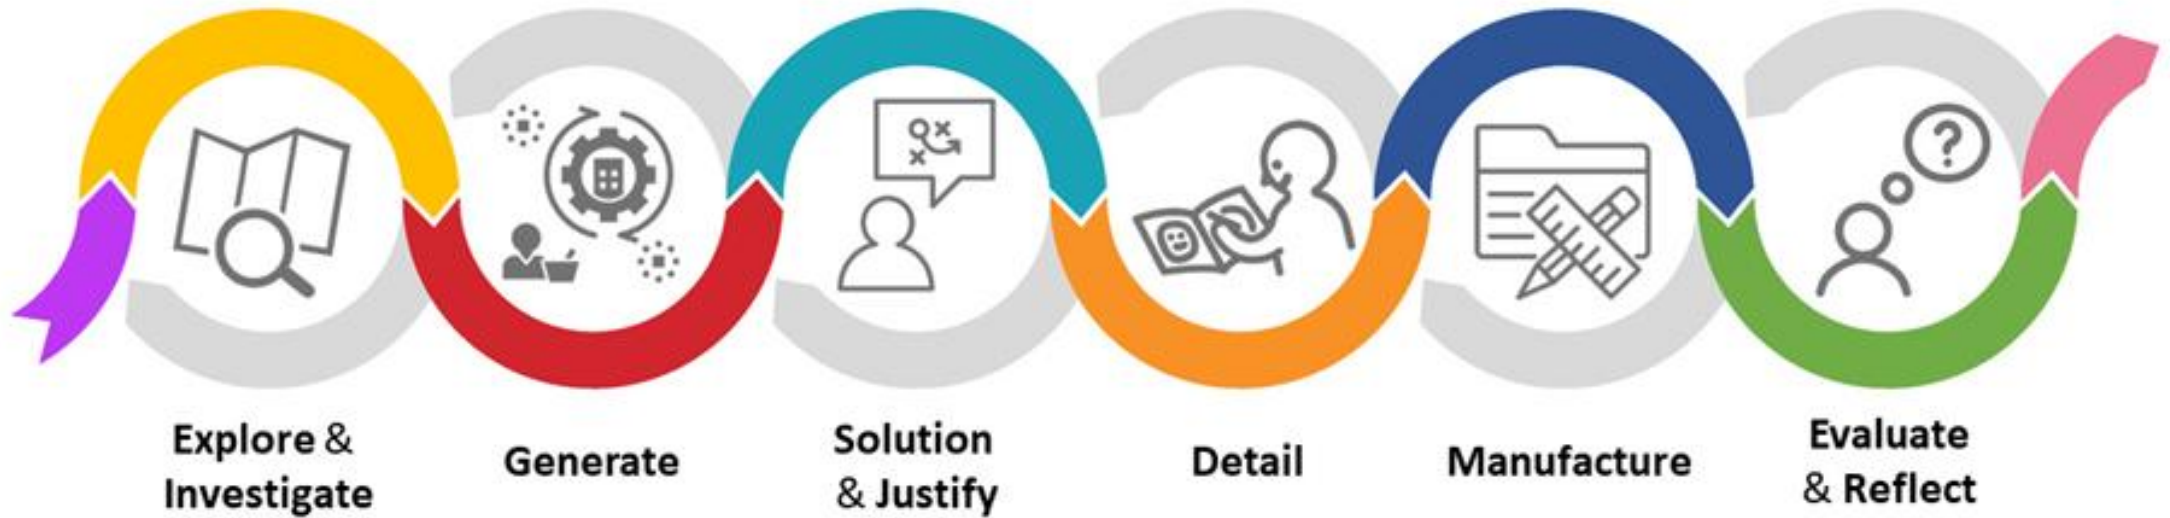 Explore &
Investigate
Generate
Solution
& Justify
Detail
Manufacture
Evaluate
& Reflect
?